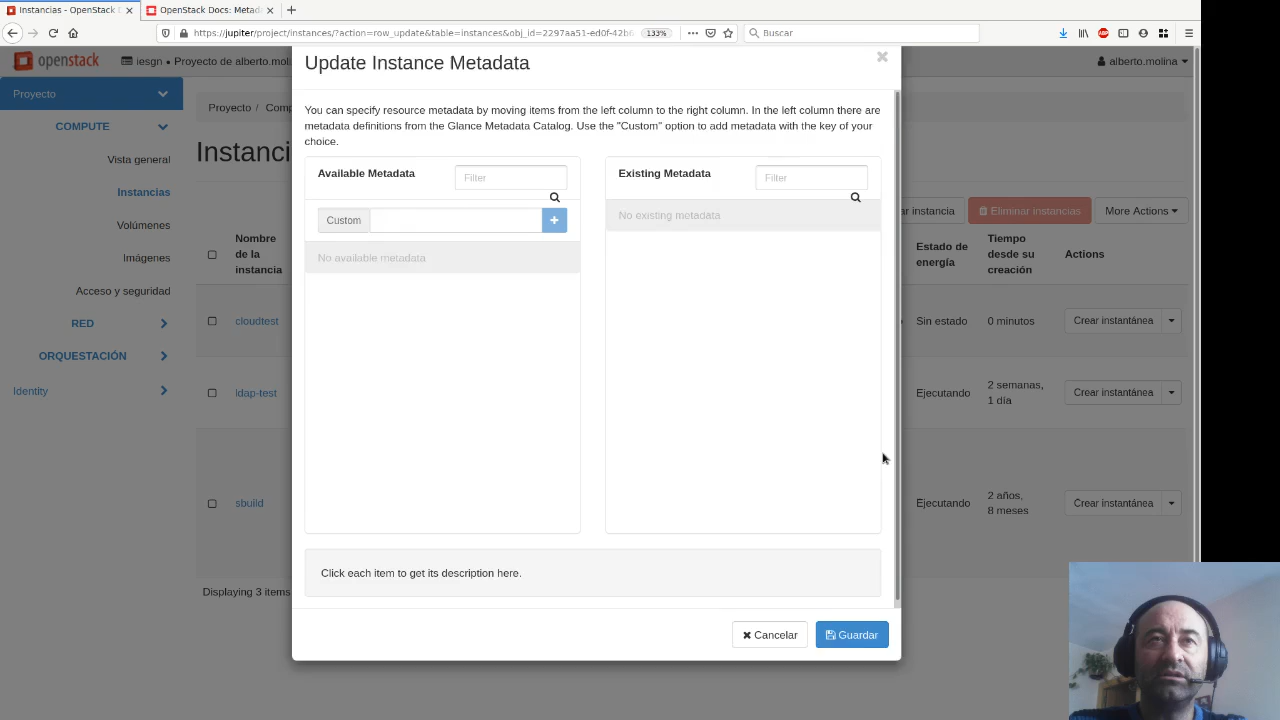 Instancias - OpenStack
OpenStack Docs: Metad
https://jupiter/project/instances/?action=row_update&table=instances&obj_id=2297aa51-ed0f-42b6
133%
Buscar
openstack
iesgn • Proyecto de alberto.moli
alberto.molina
Update Instance Metadata
Proyecto
COMPUTE
Vista general
Instancias
Volúmenes
Imágenes
Acceso y seguridad
RED
ORQUESTACIÓN
Identity
Proyecto / Comp
Instanci
You can specify resource metadata by moving items from the left column to the right column. In the left column there are
metadata definitions from the Glance Metadata Catalog. Use the "Custom" option to add metadata with the key of your
choice.
Available Metadata
Filter
Custom
No available metadata
Existing Metadata
Filter
No existing metadata
Click each item to get its description here.
Cancelar
Guardar
ar instancia
Eliminar instancias
More Actions
Nombre
de la
instancia
Estado de
energía
Tiempo
desde su
creación
Actions
cloudtest
Sin estado
0 minutos
Crear instantánea
ldap-test
Ejecutando
2 semanas,
1 día
Crear instantánea
sbuild
Ejecutando
2 años,
8 meses
Crear instantánea
Displaying 3 items